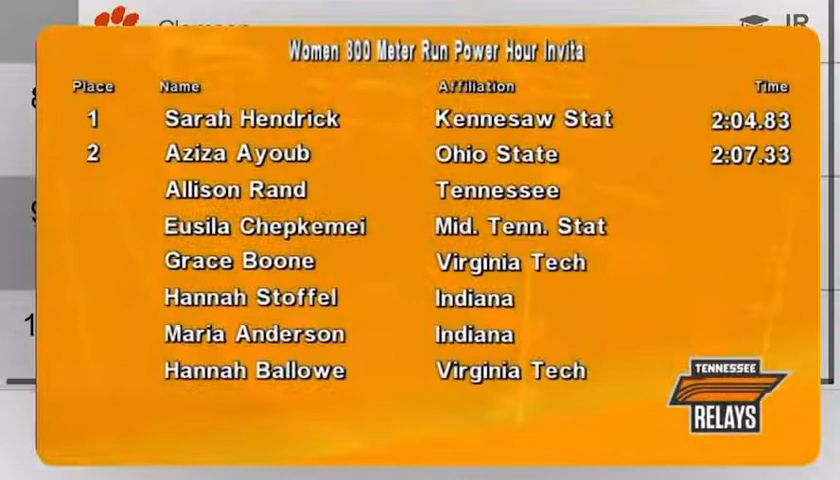 Clemson JR
Women 800 Meter Run Power Hour Invita
Place Name Affiliation Time
1 Sarah Hendrick Kennesaw Stat 2:04.83
2 Aziza Ayoub Ohio State 2:07.33
Allison Rand Tennessee
Eusila Chepkemei Mid. Tenn. Stat
Grace Boone Virginia Tech
Hannah Stoffel Indiana
Maria Anderson Indiana
Hannah Ballowe Virginia Tech
TENNESSEE
RELAYS